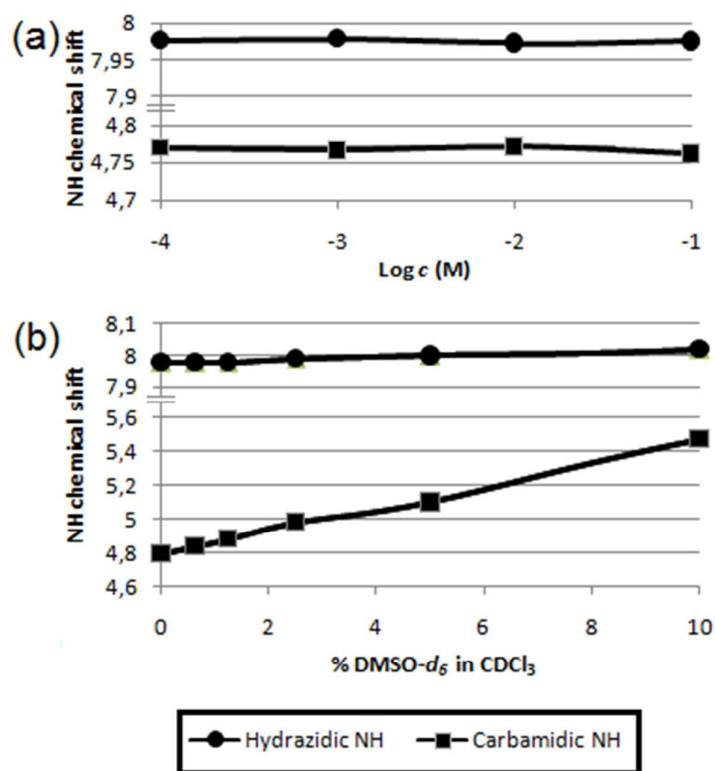 (a)
NH chemical shift
8
7,95
7,9
4,8
4,75
4,7
-4 -3 -2 -1
Log c (M)
(b)
NH chemical shift
8,1
8
7,9
5,6
5,4
5,2
5
4,8
4,6
0 2 4 6 8 10
% DMSO-d6 in CDCl3
Hydrazidic NH Carbamidic NH